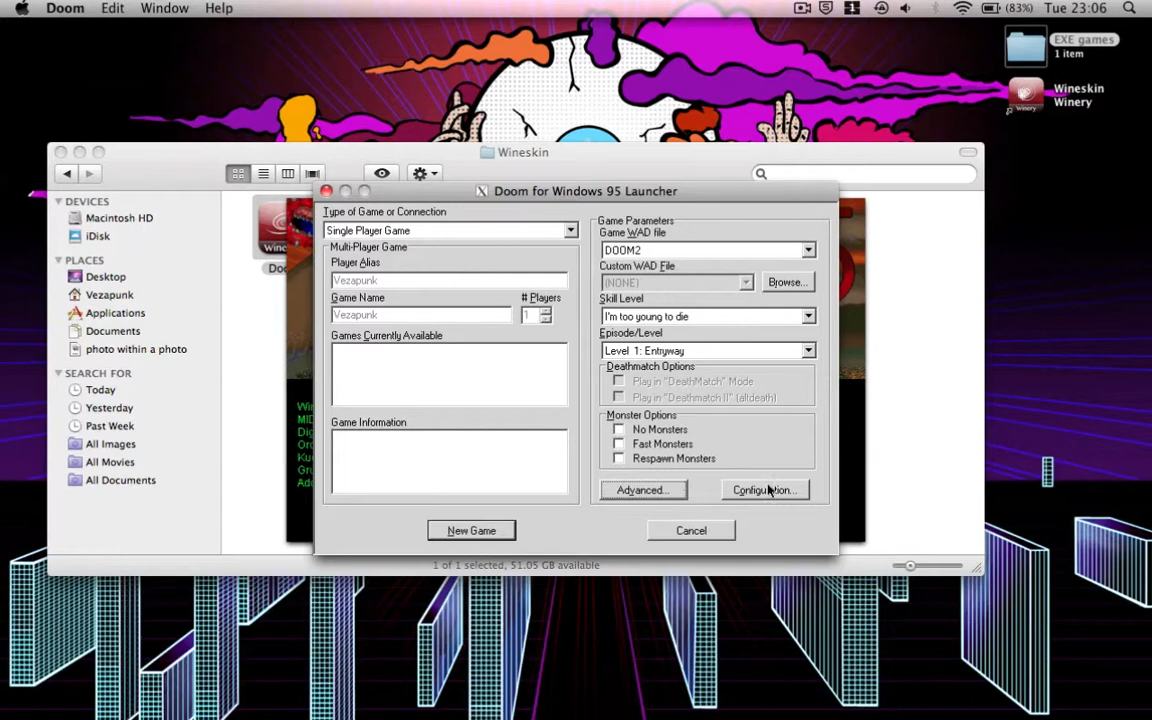 Doom Edit Window Help
1 (83%) Tue 23:06
EXE games
1 item
Wineskin
Winery
Winery
Wineskin
DEVICES
Macintosh HD
iDisk
PLACES
Desktop
Vezapunk
Applications
Documents
photo within a photo
SEARCH FOR
Today
Yesterday
Past Week
All Images
All Movies
All Documents
1 of 1 selected, 51.05 GB available
Doom for Windows 95 Launcher
Type of Game or Connection
Single Player Game
Multi-Player Game
Player Alias
Vezapunk
Game Name # Players
Vezapunk 1
Games Currently Available
Game Information
Game Parameters
Game WAD file
DOOM2
Custom WAD File
(NONE) Browse...
Skill Level
I'm too young to die
Episode/Level
Level 1: Entryway
Deathmatch Options
Play in "DeathMatch" Mode
Play in "Deathmatch II" (altdeath)
Monster Options
No Monsters
Fast Monsters
Respawn Monsters
Advanced... Configuration...
New Game Cancel